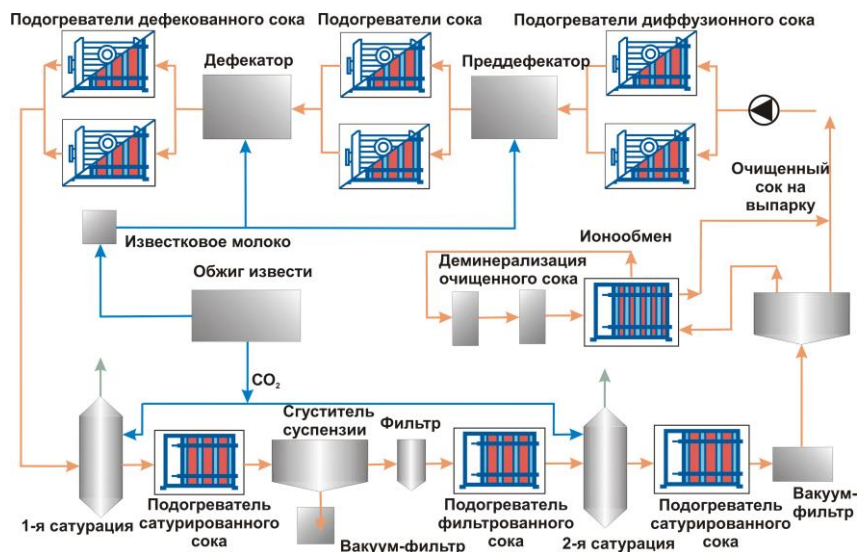 Подогреватели дефекованного сока
Подогреватели сока
Подогреватели диффузионного сока
Дефекатор
Преддефекатор
Очищенный
сок на
выпарку
Известковое молоко
Ионообмен
Деминерализация
очищенного сока
Обжиг извести
CO₂
Сгуститель
суспензии
Фильтр
1-я сатурация
Подогреватель
сатурированного
сока
Вакуум-фильтр
Подогреватель
фильтрованного
сока
2-я сатурация
Подогреватель
сатурированного
сока
Вакуум-
фильтр